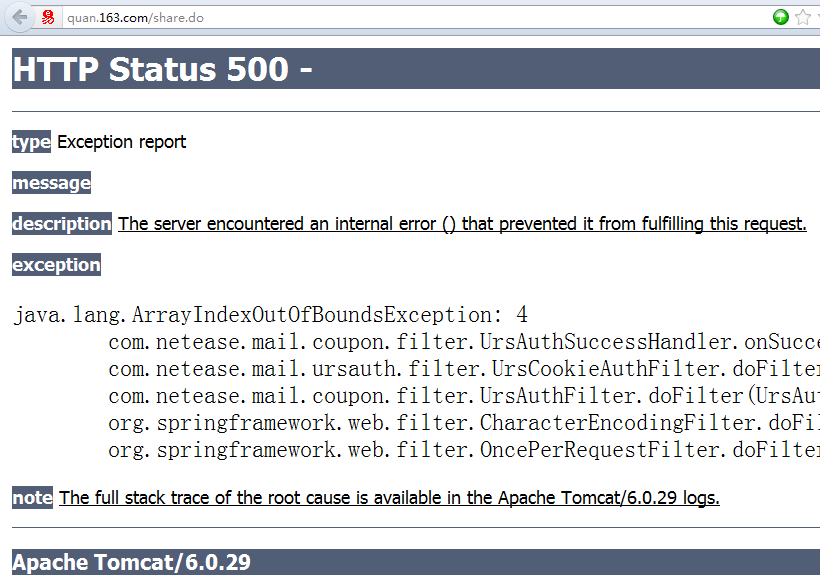 quan.163.com/share.do
HTTP Status 500 -
type Exception report
message
description The server encountered an internal error () that prevented it from fulfilling this request.
exception
java.lang.ArrayIndexOutOfBoundsException: 4
com.netease.mail.coupon.filter.UrsAuthSuccessHandler.onSucce
com.netease.mail.ursauth.filter.UrsCookieAuthFilter.doFilter
com.netease.mail.coupon.filter.UrsAuthFilter.doFilter(UrsAut
org.springframework.web.filter.CharacterEncodingFilter.doFil
org.springframework.web.filter.OncePerRequestFilter.doFilter
note The full stack trace of the root cause is available in the Apache Tomcat/6.0.29 logs.
Apache Tomcat/6.0.29